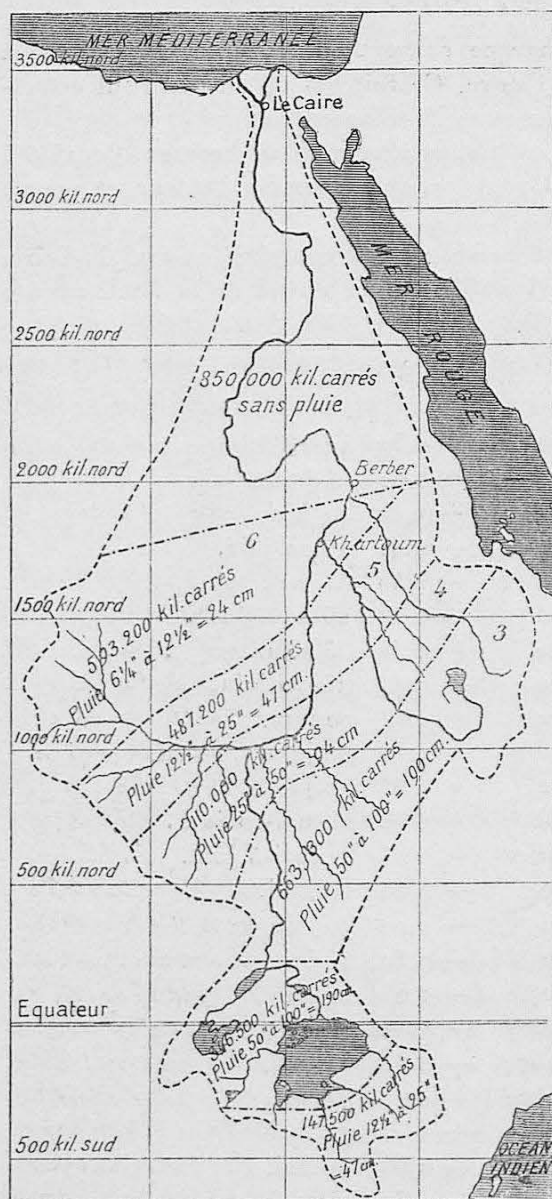 MER MÉDITERRANÉE
3500 kil. nord
Le Caire
3000 kil. nord
MER ROUGE
2500 kil. nord
850,000 kil. carrés
sans pluie
2000 kil. nord
Berber
6
Khartoum
5
4
3
1500 kil. nord
593.200 kil. carrés
Pluie 6¼" à 12½" = 24 cm
487.200 kil. carrés
Pluie 12½" à 25" = 47 cm.
1000 kil. nord
110.000 kil. carrés
Pluie 25" à 50" = 94 cm
663.800 kil. carrés
Pluie 50" à 100" = 190 cm.
500 kil. nord
Equateur
kil. carrés
Pluie 50" à 100" = 190 cm
147.500 kil. carrés
Pluie 12½" à 25"
= 47 cm
500 kil. sud
OCEAN
INDIEN